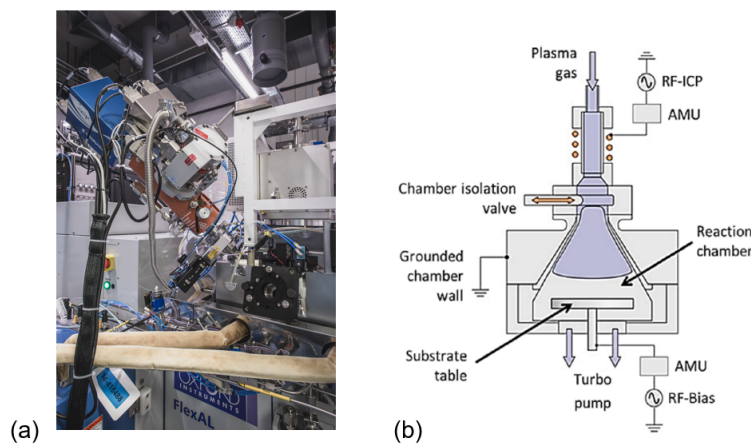 Plasma
gas
RF-ICP
AMU
Chamber isolation
valve
Reaction
chamber
Grounded
chamber
wall
Substrate
table
AMU
Turbo
pump
RF-Bias
OXFORD
INSTRUMENTS
FlexAL
(a)
(b)